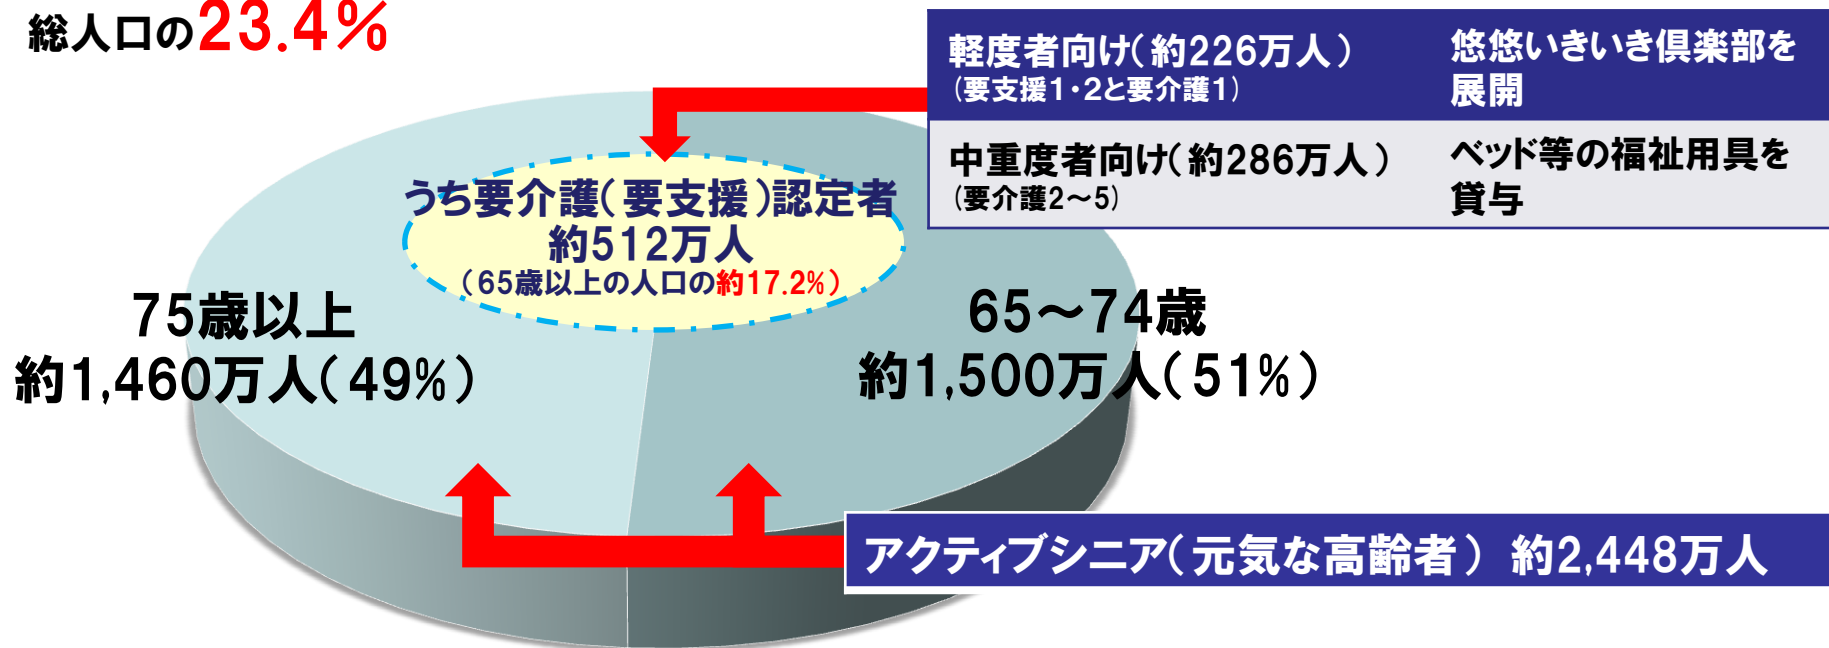 総人口の23.4%
軽度者向け(約226万人)
(要支援1・2と要介護1)
悠悠いきいき倶楽部を
展開
中重度者向け(約286万人)
(要介護2～5)
ベッド等の福祉用具を
貸与
うち要介護(要支援)認定者
約512万人
(65歳以上の人口の約17.2%)
75歳以上
約1,460万人(49%)
65～74歳
約1,500万人(51%)
アクティブシニア(元気な高齢者) 約2,448万人